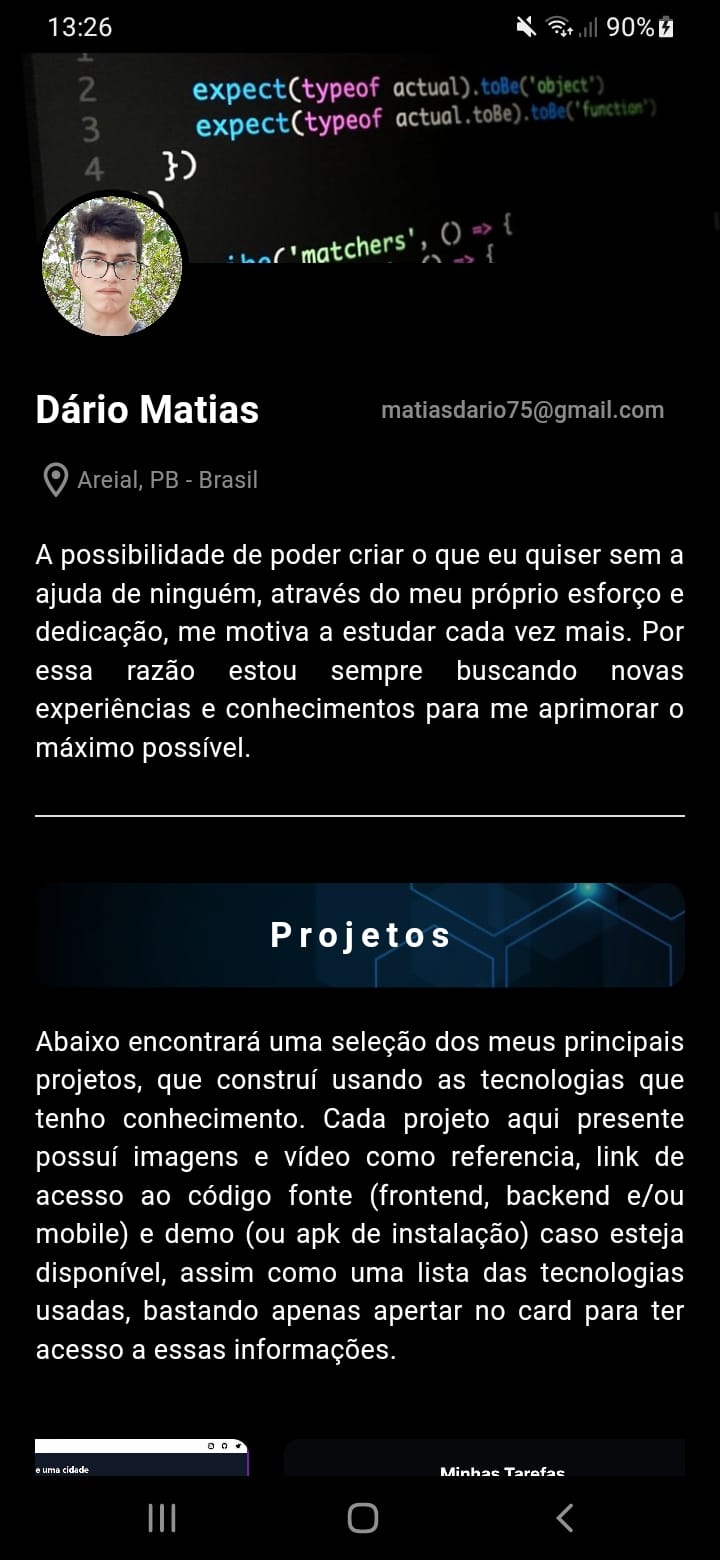 13:26
90%
1
2 expect(typeof actual).toBe('object')
3 expect(typeof actual.toBe).toBe('function')
4 })
)
('matchers', () => {
() => {
Dário Matias
matiasdario75@gmail.com
Areial, PB - Brasil
A possibilidade de poder criar o que eu quiser sem a
ajuda de ninguém, através do meu próprio esforço e
dedicação, me motiva a estudar cada vez mais. Por
essa razão estou sempre buscando novas
experiências e conhecimentos para me aprimorar o
máximo possível.
Projetos
Abaixo encontrará uma seleção dos meus principais
projetos, que construí usando as tecnologias que
tenho conhecimento. Cada projeto aqui presente
possuí imagens e vídeo como referencia, link de
acesso ao código fonte (frontend, backend e/ou
mobile) e demo (ou apk de instalação) caso esteja
disponível, assim como uma lista das tecnologias
usadas, bastando apenas apertar no card para ter
acesso a essas informações.
e uma cidade
Minhas Tarefas